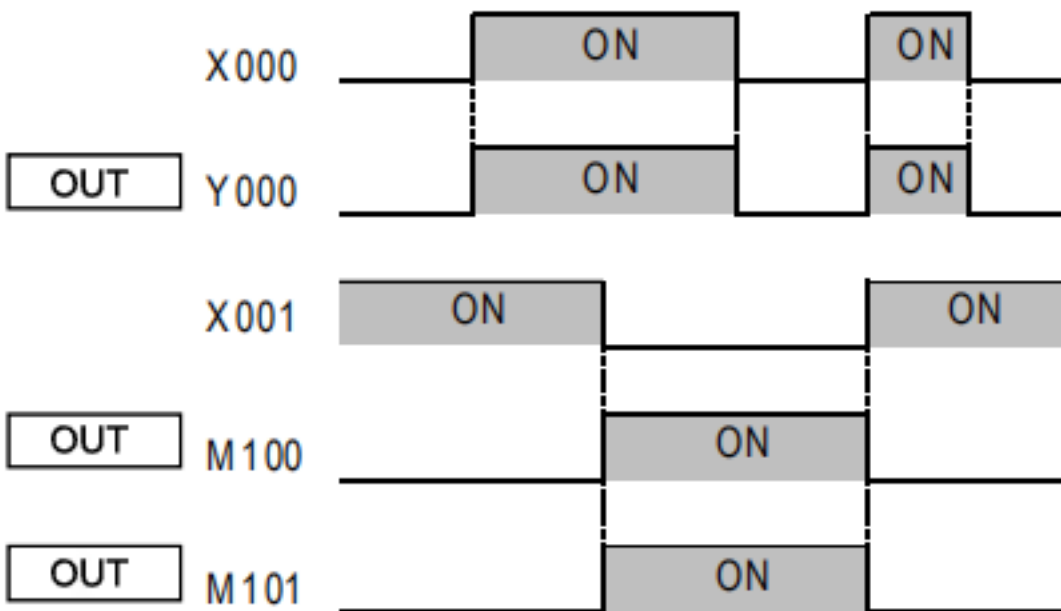 X000 ON ON
OUT Y000 ON ON
X001 ON ON
OUT M100 ON
OUT M101 ON